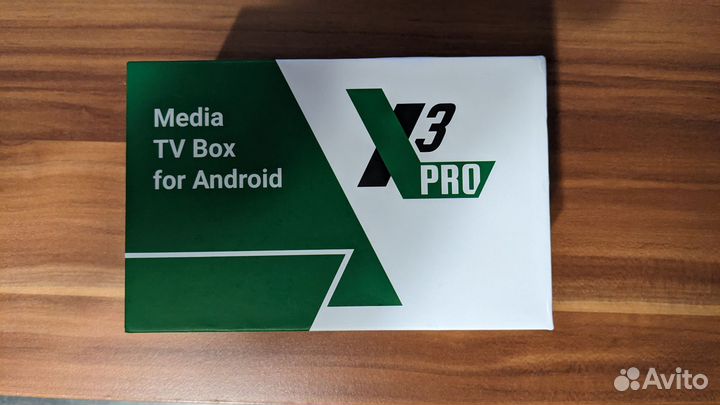 Media
TV Box
for Android
X3
PRO
Avito